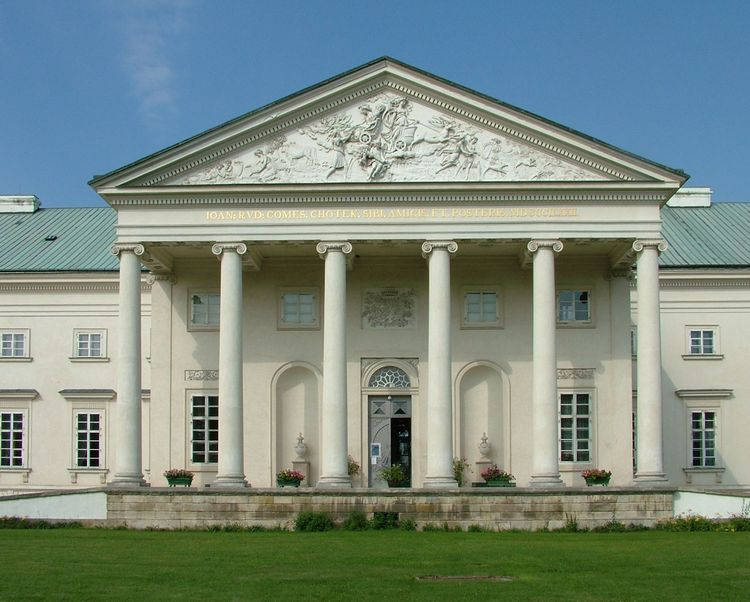 IOAN: RVD: COMES. CHOTEK. SIBI. AMICIS. ET. POSTERIS.